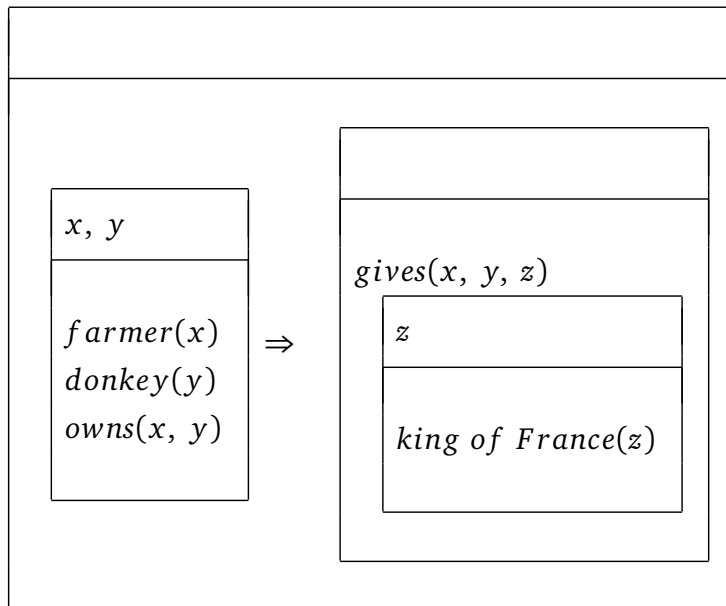 x, y
farmer(x)
donkey(y)
owns(x, y)
⇒
gives(x, y, z)
z
king of France(z)